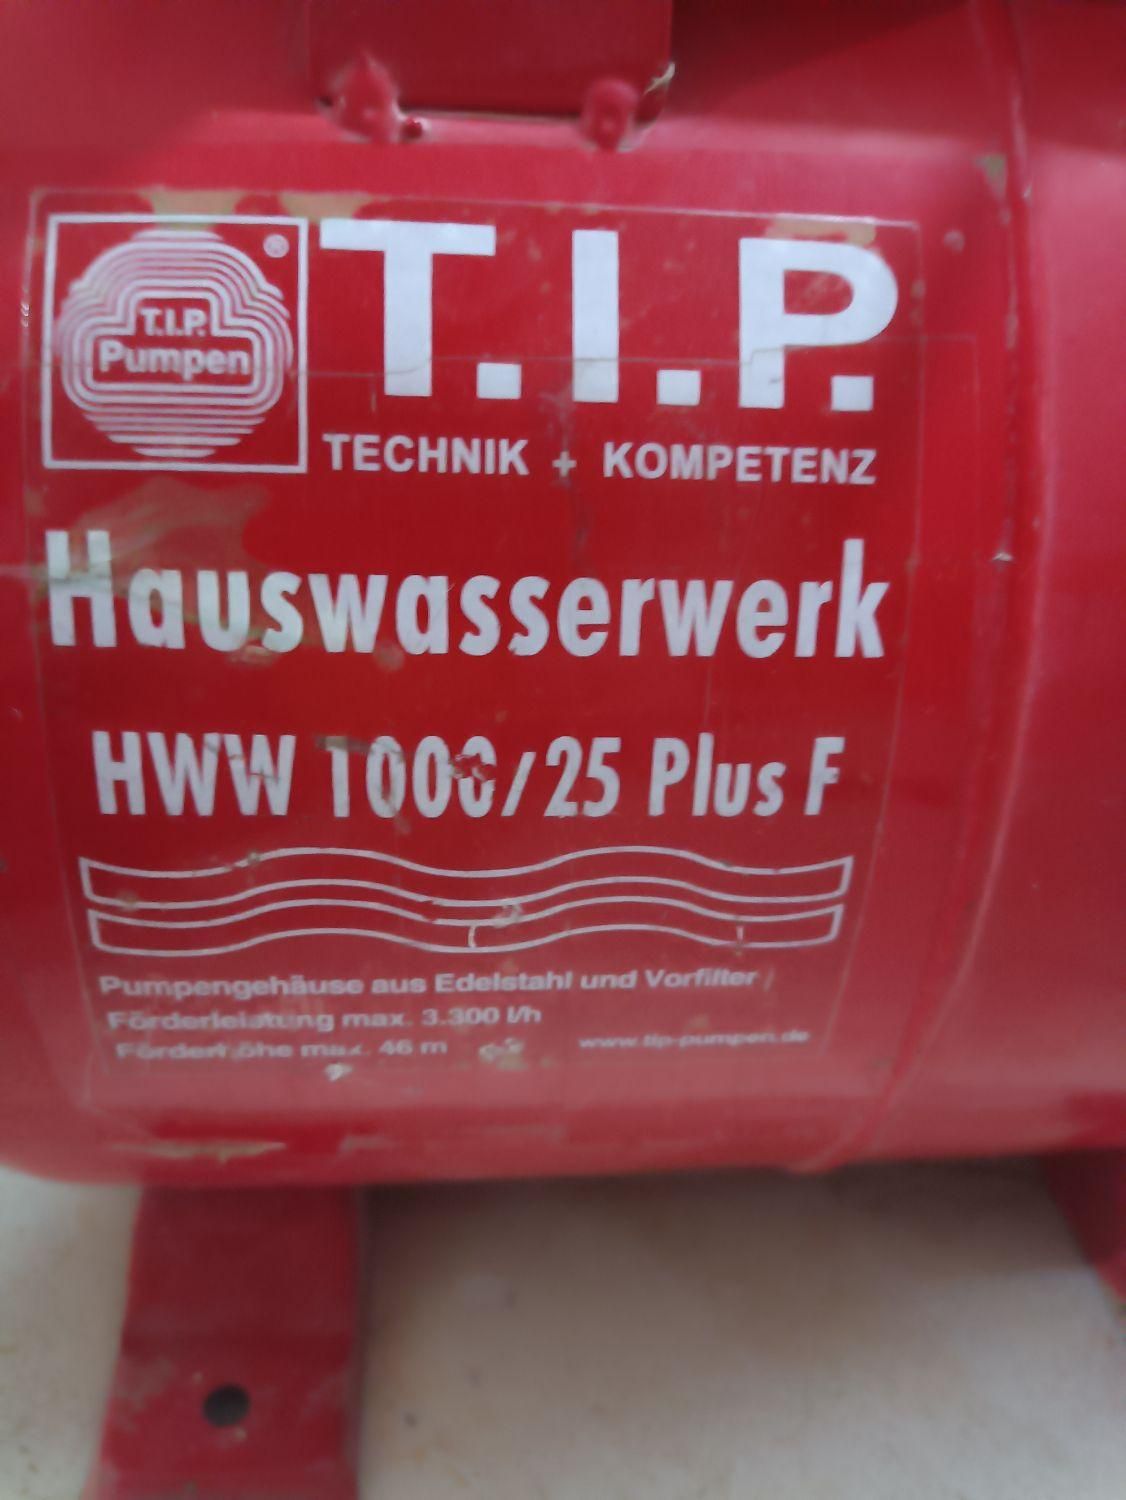 T.I.P.
Pumpen
®
T.I.P.
TECHNIK + KOMPETENZ
Hauswasserwerk
HWW 1000/25 Plus F
Pumpengehäuse aus Edelstahl und Vorfilter
Förderleistung max. 3.300 l/h
Förderhöhe max. 46 m
www.tip-pumpen.de